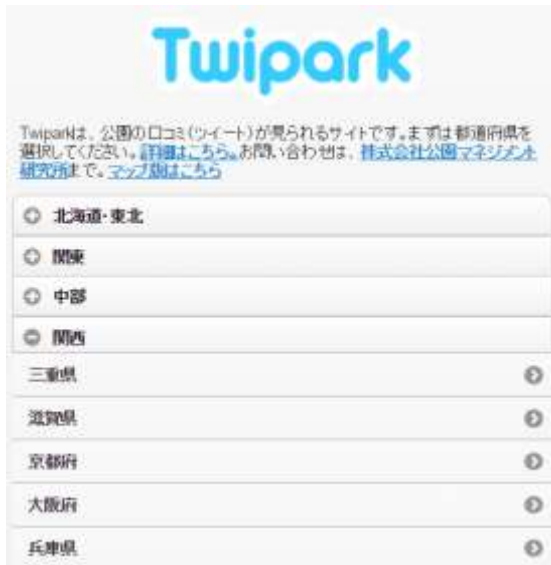 Twipark
Twiparkは、公園の口コミ(ツイート)が見られるサイトです。まずは都道府県を
選択してください。詳細はこちら。お問い合わせは、株式会社公園マネジメント
研究所まで。マップ版はこちら
北海道・東北
関東
中部
関西
三重県
滋賀県
京都府
大阪府
兵庫県